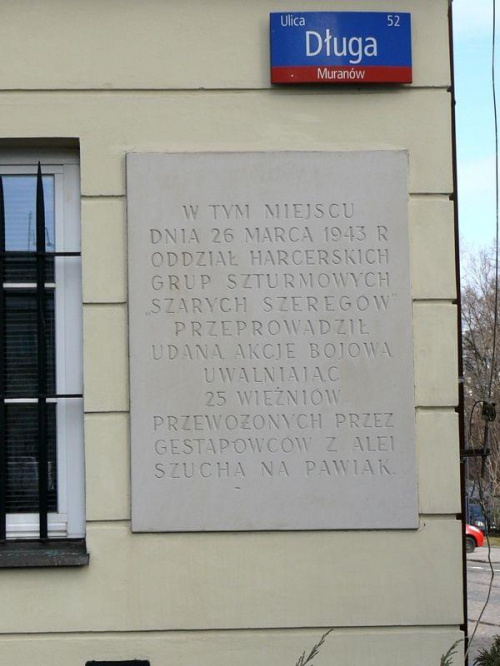 Ulica 52
Długa
Muranów
W TYM MIEJSCU
DNIA 26 MARCA 1943 R
ODDZIAŁ HARCERSKICH
GRUP SZTURMOWYCH
„SZARYCH SZEREGÓW"
PRZEPROWADZIŁ
UDANĄ AKCJĘ BOJOWĄ
UWALNIAJĄC
25 WIĘŹNIÓW
PRZEWOŻONYCH PRZEZ
GESTAPOWCÓW Z ALEI
SZUCHA NA PAWIAK.